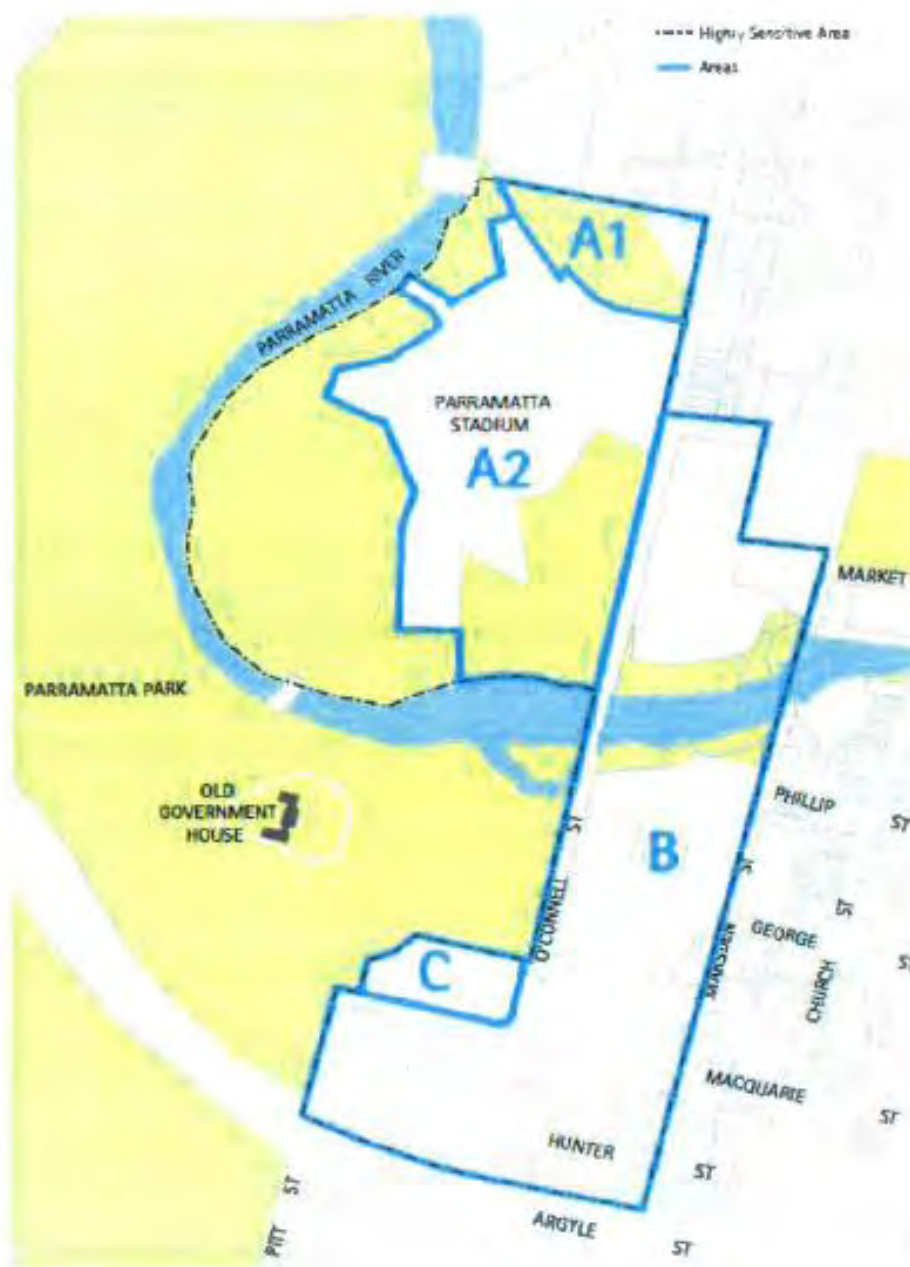 Highly Sensitive Area
Areas
A1
PARRAMATTA RIVER
PARRAMATTA
STADIUM
A2
MARKET
PARRAMATTA PARK
OLD
GOVERNMENT
HOUSE
PHILLIP
ST
ST
B
ST
O'CONNELL
ST
GEORGE
ST
MARSDEN
CHURCH
C
MACQUARIE
ST
HUNTER
ST
ST
PITT
ARGYLE
ST